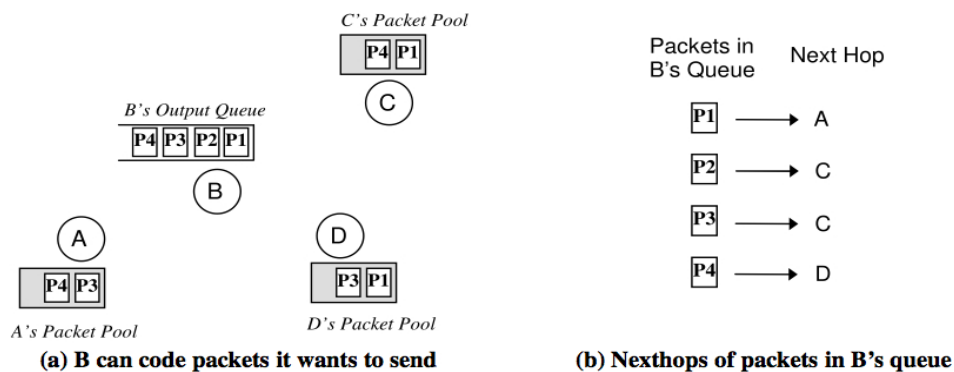 C's Packet Pool
P4 P1
C
B's Output Queue
P4 P3 P2 P1
B
A
P4 P3
A's Packet Pool
D
P3 P1
D's Packet Pool
(a) B can code packets it wants to send
Packets in
B's Queue
Next Hop
P1 A
P2 C
P3 C
P4 D
(b) Nexthops of packets in B's queue